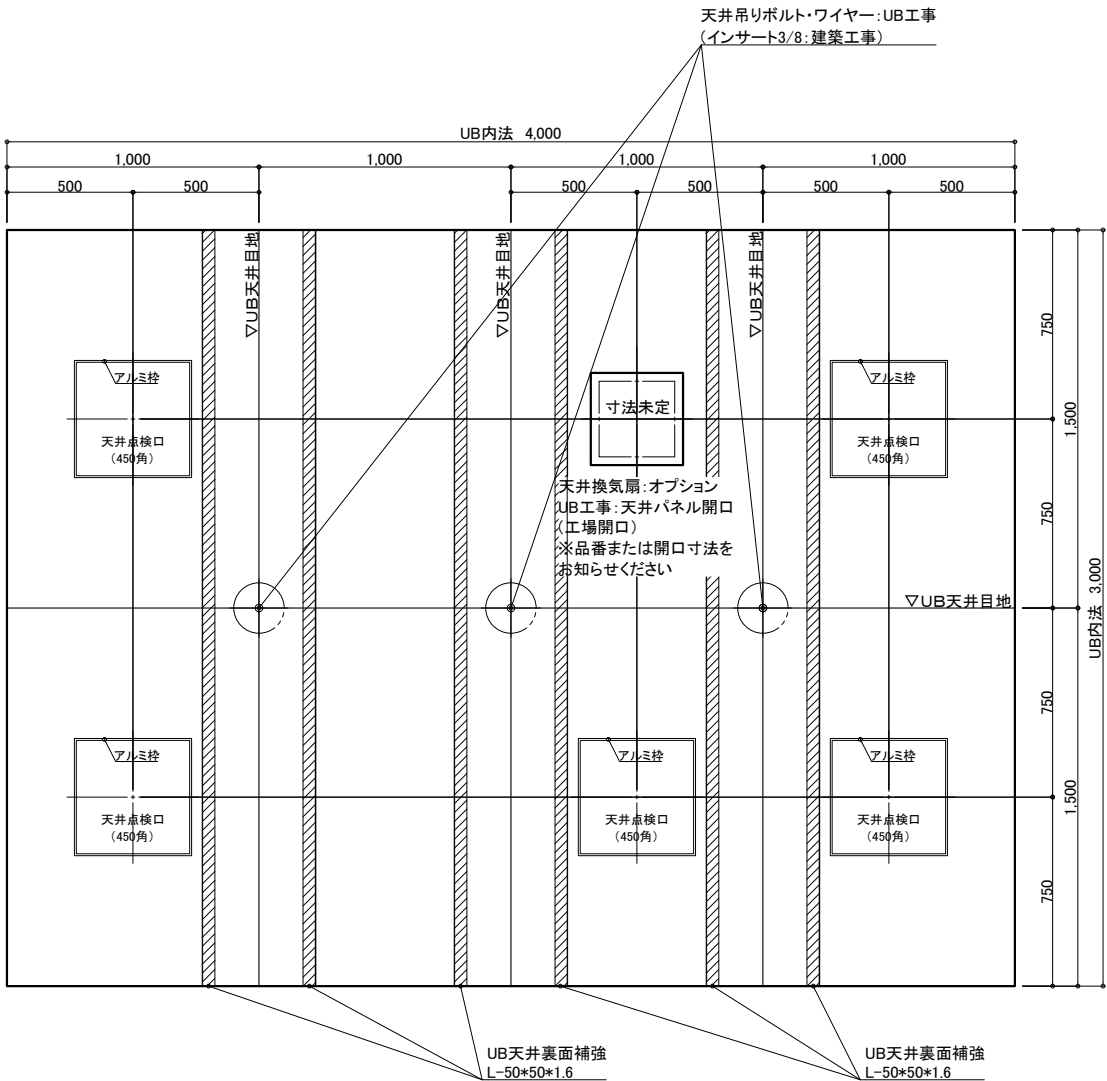 天井吊りボルト・ワイヤー：UB工事
(インサート3/8：建築工事)
UB内法 4,000
1,000
1,000
1,000
1,000
500
500
500
500
500
500
▽UB天井目地
▽UB天井目地
▽UB天井目地
アルミ枠
天井点検口
(450角)
寸法未定
アルミ枠
天井点検口
(450角)
天井換気扇：オプション
UB工事：天井パネル開口
(工場開口)
※品番または開口寸法を
お知らせください
▽UB天井目地
アルミ枠
天井点検口
(450角)
アルミ枠
天井点検口
(450角)
アルミ枠
天井点検口
(450角)
750
750
750
750
1,500
1,500
UB内法 3,000
UB天井裏面補強
L-50*50*1.6
UB天井裏面補強
L-50*50*1.6